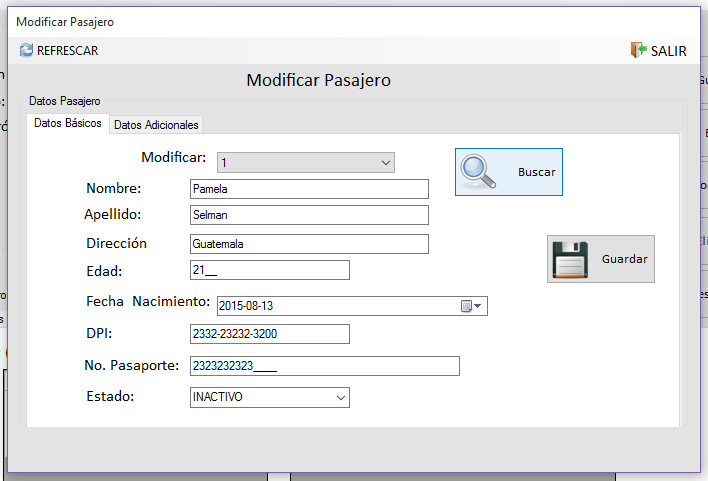 Modificar Pasajero
REFRESCAR
SALIR
Modificar Pasajero
Datos Pasajero
Datos Básicos
Datos Adicionales
Modificar: 1
Buscar
Nombre: Pamela
Apellido: Selman
Dirección Guatemala
Guardar
Edad: 21__
Fecha Nacimiento: 2015-08-13
DPI: 2332-23232-3200
No. Pasaporte: 2323232323____
Estado: INACTIVO